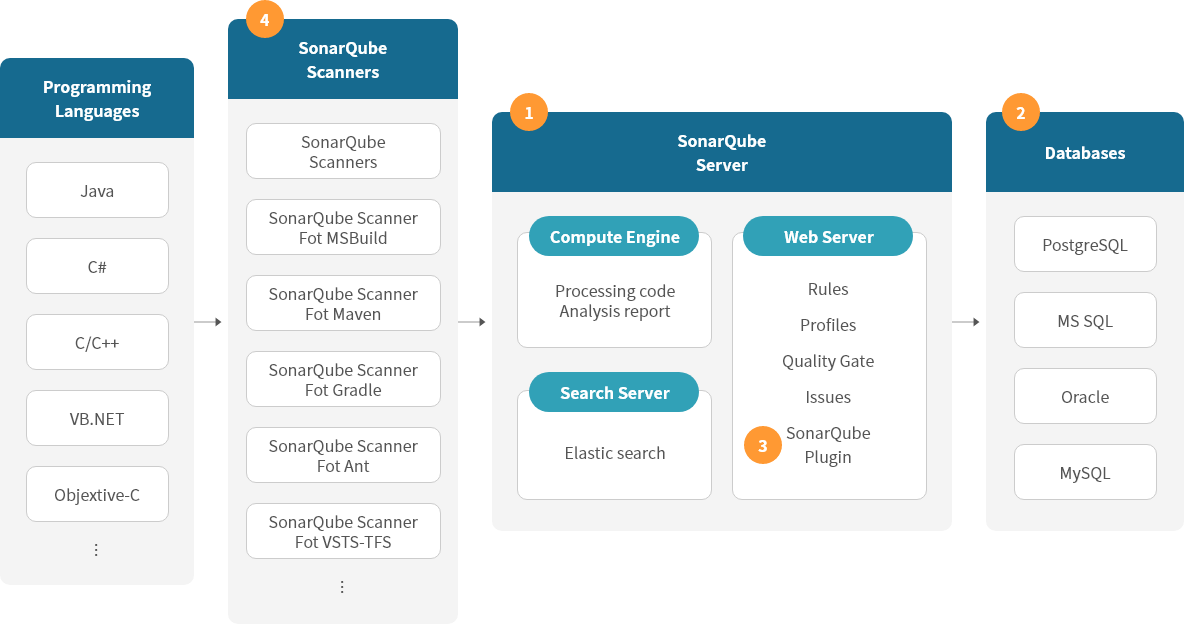 Programming
Languages
Java
C#
C/C++
VB.NET
Objextive-C
⋮
4
SonarQube
Scanners
SonarQube
Scanners
SonarQube Scanner
Fot MSBuild
SonarQube Scanner
Fot Maven
SonarQube Scanner
Fot Gradle
SonarQube Scanner
Fot Ant
SonarQube Scanner
Fot VSTS-TFS
⋮
1
SonarQube
Server
Compute Engine
Processing code
Analysis report
Search Server
Elastic search
Web Server
Rules
Profiles
Quality Gate
Issues
3
SonarQube
Plugin
2
Databases
PostgreSQL
MS SQL
Oracle
MySQL